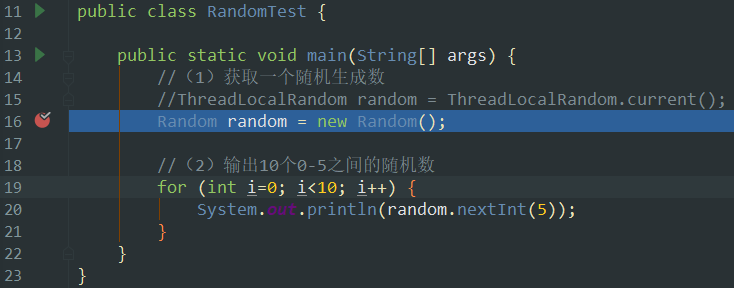 11 public class RandomTest {
12
13 public static void main(String[] args) {
14 //（1）获取一个随机生成数
15 //ThreadLocalRandom random = ThreadLocalRandom.current();
16 Random random = new Random();
17
18 //（2）输出10个0-5之间的随机数
19 for (int i=0; i<10; i++) {
20 System.out.println(random.nextInt(5));
21 }
22 }
23 }